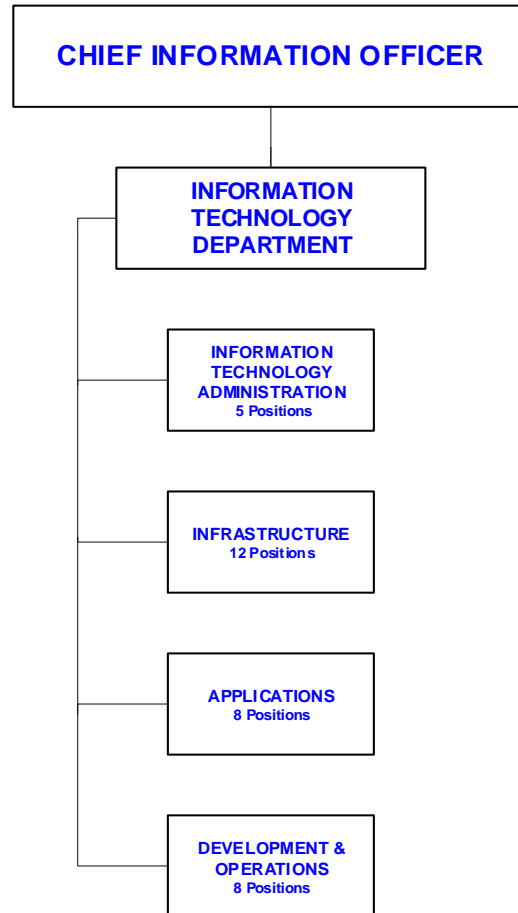 CHIEF INFORMATION OFFICER
INFORMATION
TECHNOLOGY
DEPARTMENT
INFORMATION
TECHNOLOGY
ADMINISTRATION
5 Positions
INFRASTRUCTURE
12 Positions
APPLICATIONS
8 Positions
DEVELOPMENT &
OPERATIONS
8 Positions